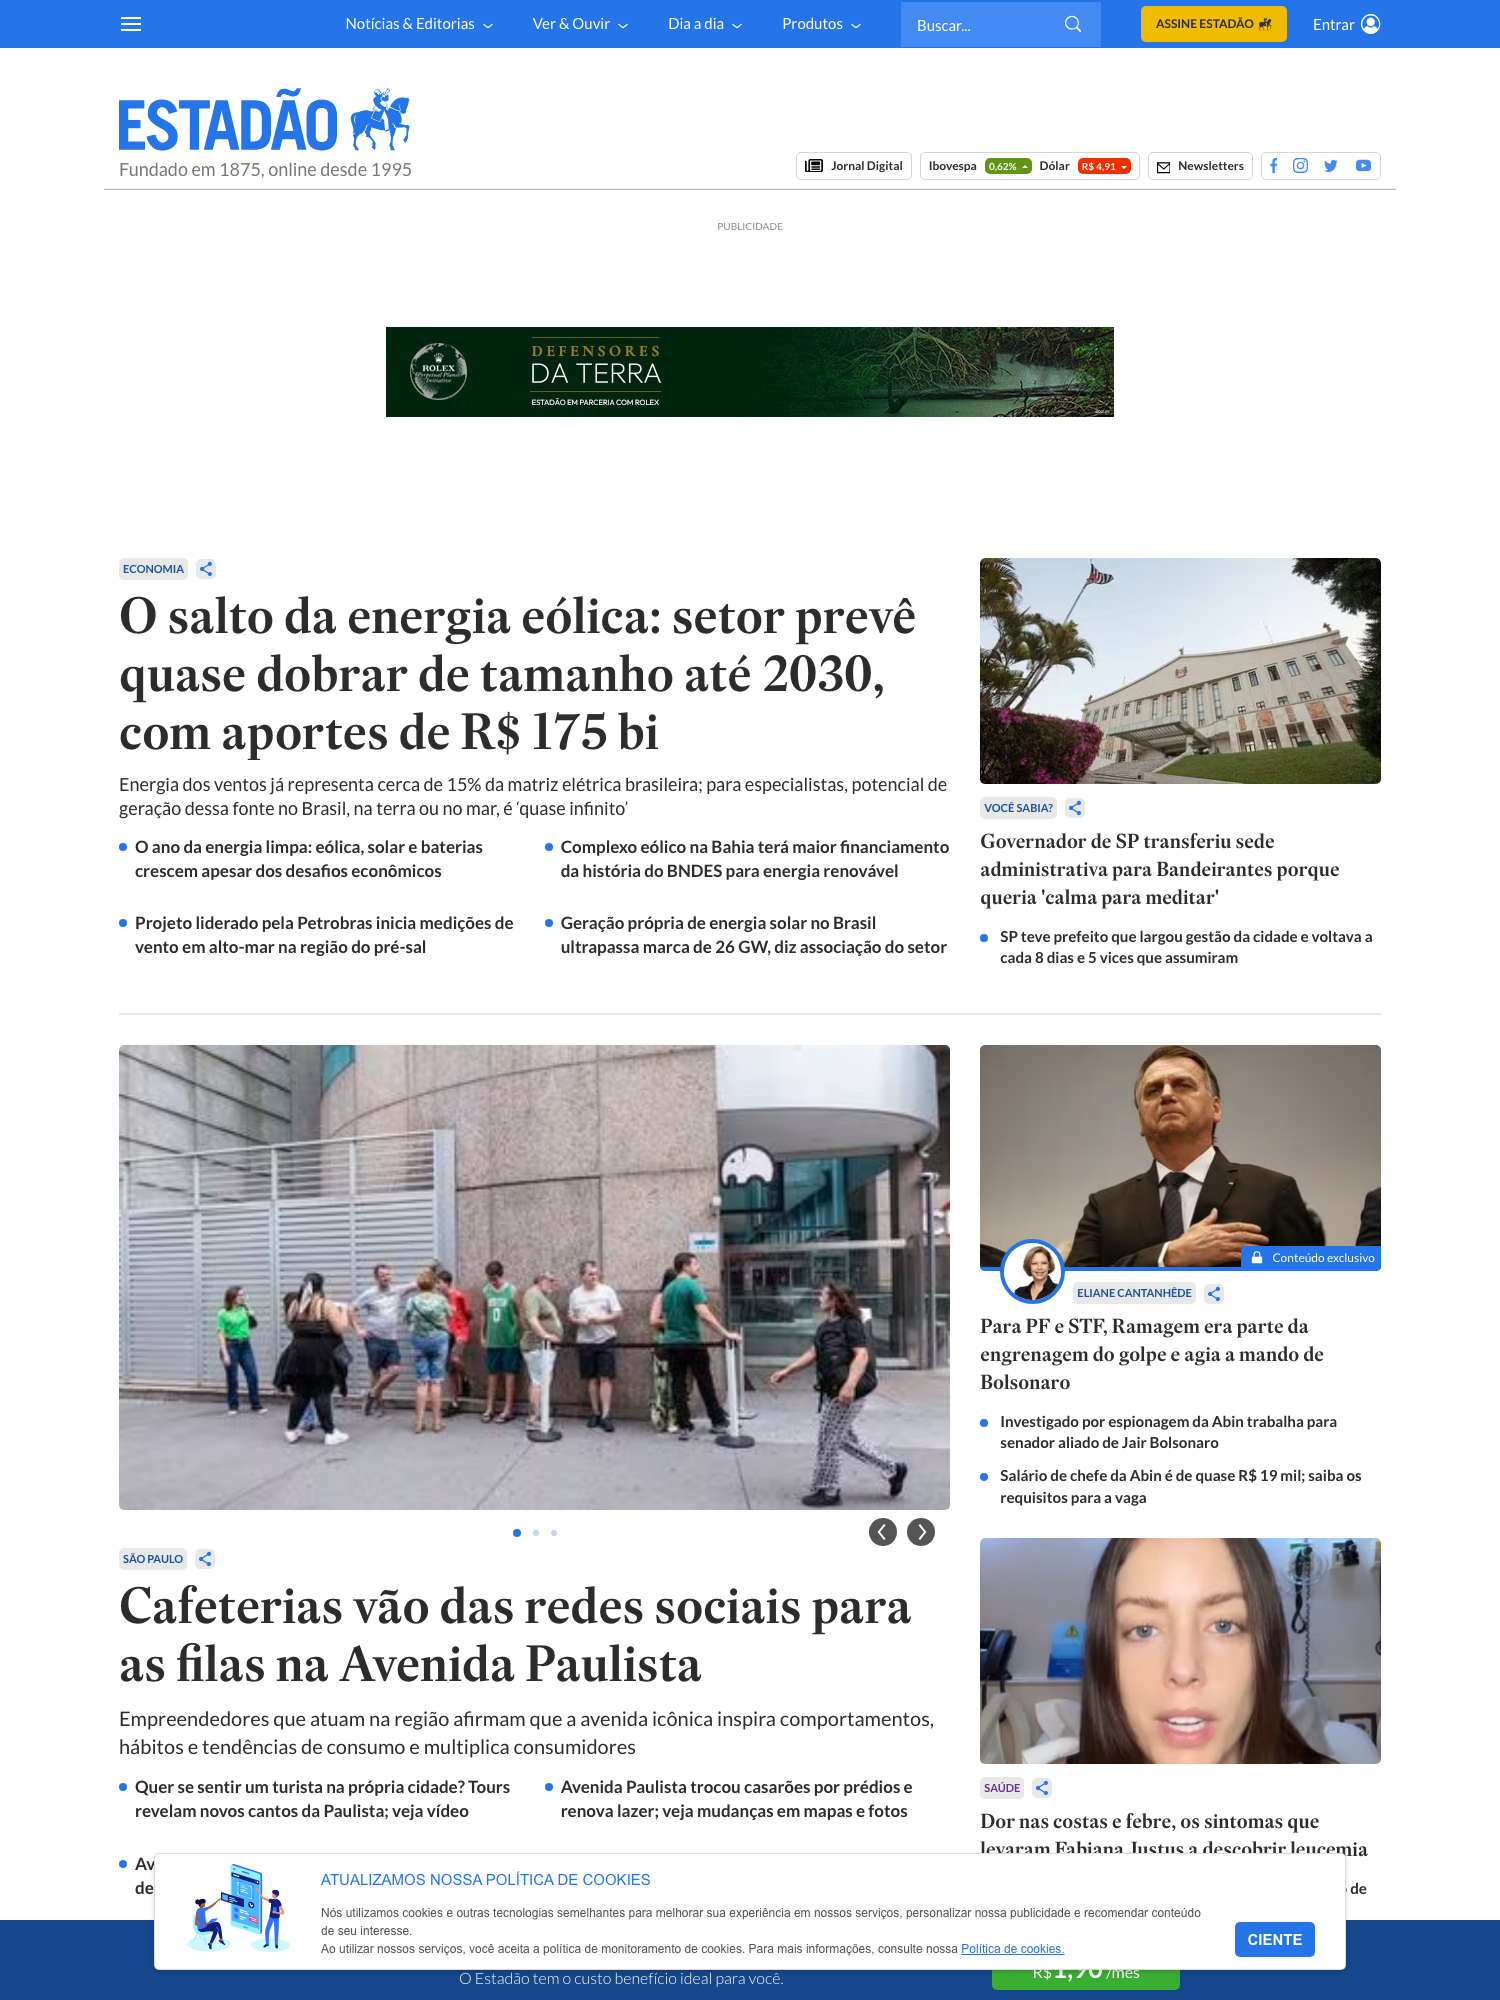 Notícias & Editorias
Ver & Ouvir
Dia a dia
Produtos
Buscar...
ASSINE ESTADÃO
Entrar
ESTADÃO
Fundado em 1875, online desde 1995
Jornal Digital
Ibovespa 0,62% Dólar R$ 4,91
Newsletters
PUBLICIDADE
ROLEX
Perpetual Planet
Initiative
DEFENSORES
DA TERRA
ESTADÃO EM PARCERIA COM ROLEX
ECONOMIA
O salto da energia eólica: setor prevê
quase dobrar de tamanho até 2030,
com aportes de R$ 175 bi
Energia dos ventos já representa cerca de 15% da matriz elétrica brasileira; para especialistas, potencial de
geração dessa fonte no Brasil, na terra ou no mar, é ‘quase infinito’
O ano da energia limpa: eólica, solar e baterias
crescem apesar dos desafios econômicos
Complexo eólico na Bahia terá maior financiamento
da história do BNDES para energia renovável
Projeto liderado pela Petrobras inicia medições de
vento em alto-mar na região do pré-sal
Geração própria de energia solar no Brasil
ultrapassa marca de 26 GW, diz associação do setor
VOCÊ SABIA?
Governador de SP transferiu sede
administrativa para Bandeirantes porque
queria 'calma para meditar'
SP teve prefeito que largou gestão da cidade e voltava a
cada 8 dias e 5 vices que assumiram
SÃO PAULO
Cafeterias vão das redes sociais para
as filas na Avenida Paulista
Empreendedores que atuam na região afirmam que a avenida icônica inspira comportamentos,
hábitos e tendências de consumo e multiplica consumidores
Quer se sentir um turista na própria cidade? Tours
revelam novos cantos da Paulista; veja vídeo
Avenida Paulista trocou casarões por prédios e
renova lazer; veja mudanças em mapas e fotos
Av
de
Conteúdo exclusivo
ELIANE CANTANHÊDE
Para PF e STF, Ramagem era parte da
engrenagem do golpe e agia a mando de
Bolsonaro
Investigado por espionagem da Abin trabalha para
senador aliado de Jair Bolsonaro
Salário de chefe da Abin é de quase R$ 19 mil; saiba os
requisitos para a vaga
SAÚDE
Dor nas costas e febre, os sintomas que
levaram Fabiana Justus a descobrir leucemia
de
ATUALIZAMOS NOSSA POLÍTICA DE COOKIES
Nós utilizamos cookies e outras tecnologias semelhantes para melhorar sua experiência em nossos serviços, personalizar nossa publicidade e recomendar conteúdo
de seu interesse.
Ao utilizar nossos serviços, você aceita a política de monitoramento de cookies. Para mais informações, consulte nossa Política de cookies.
CIENTE
O Estadão tem o custo benefício ideal para você.
R$ 1,90 /mês